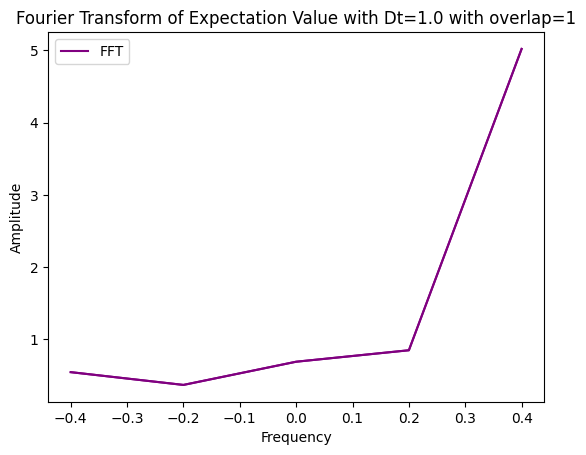 Fourier Transform of Expectation Value with Dt=1.0 with overlap=1
FFT
5
4
3
2
1
Amplitude
−0.4 −0.3 −0.2 −0.1 0.0 0.1 0.2 0.3 0.4
Frequency